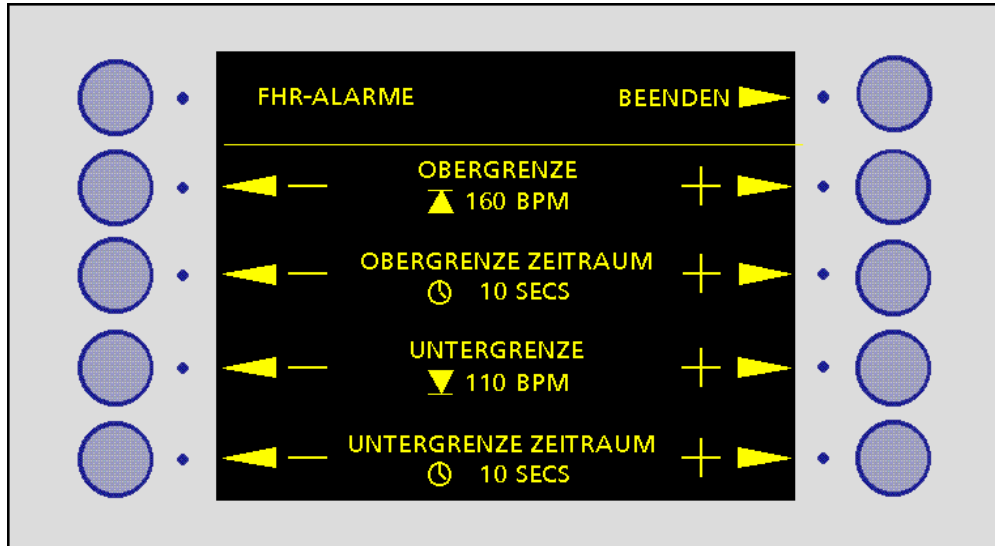 FHR-ALARME
BEENDEN
OBERGRENZE
160 BPM
OBERGRENZE ZEITRAUM
10 SECS
UNTERGRENZE
110 BPM
UNTERGRENZE ZEITRAUM
10 SECS